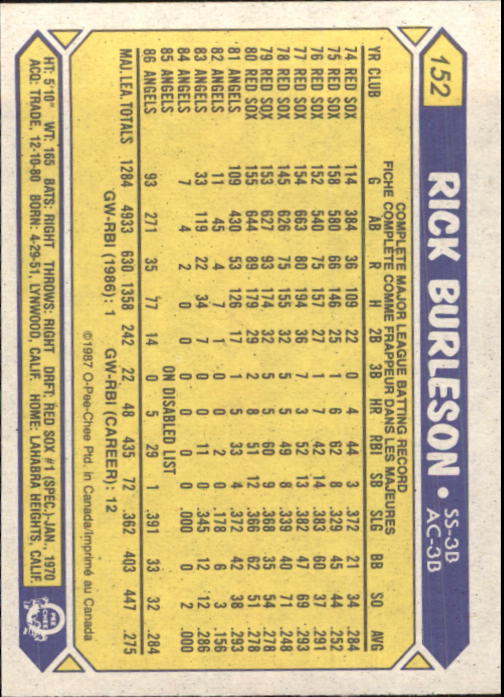 152
RICK BURLESON • SS-3B
AC-3B
COMPLETE MAJOR LEAGUE BATTING RECORD
FICHE COMPLÈTE COMME FRAPPEUR DANS LES MAJEURES
YR CLUB G AB R H 2B 3B HR RBI SB SLG BB SO AVG
74 RED SOX 114 384 36 109 22 0 4 44 3 .372 21 34 .284
75 RED SOX 158 580 66 146 25 1 6 62 8 .329 45 44 .252
76 RED SOX 152 540 75 157 27 1 7 42 14 .383 60 37 .291
77 RED SOX 154 663 80 194 36 7 3 52 13 .382 47 69 .293
78 RED SOX 145 626 75 155 32 5 5 49 8 .339 40 71 .248
79 RED SOX 153 627 93 174 32 5 5 60 9 .368 35 54 .278
80 RED SOX 155 644 89 179 29 2 8 51 12 .366 62 51 .278
81 ANGELS 109 430 53 126 17 1 5 33 4 .372 42 38 .293
82 ANGELS 11 45 4 7 1 0 0 2 0 .178 6 3 .156
83 ANGELS 33 119 22 34 7 0 0 11 0 .345 12 12 .286
84 ANGELS 7 4 2 0 0 0 0 0 0 .000 0 2 .000
85 ANGELS ON DISABLED LIST
86 ANGELS 93 271 35 77 14 0 5 29 1 .391 33 32 .284
MAJ. LEA. TOTALS 1284 4933 630 1358 242 22 48 435 72 .362 403 447 .275
GW-RBI (1986): 1 GW-RBI (CAREER): 12
©1987 O-Pee-Chee Ptd. in Canada/Imprimé au Canada
HT: 5'10" WT: 165 BATS: RIGHT THROWS: RIGHT DRFT: RED SOX #1 (SPEC.)-JAN., 1970
ACQ: TRADE, 12-10-80 BORN: 4-29-51, LYNWOOD, CALIF. HOME: LAHABRA HEIGHTS, CALIF.
O PEE CHEE